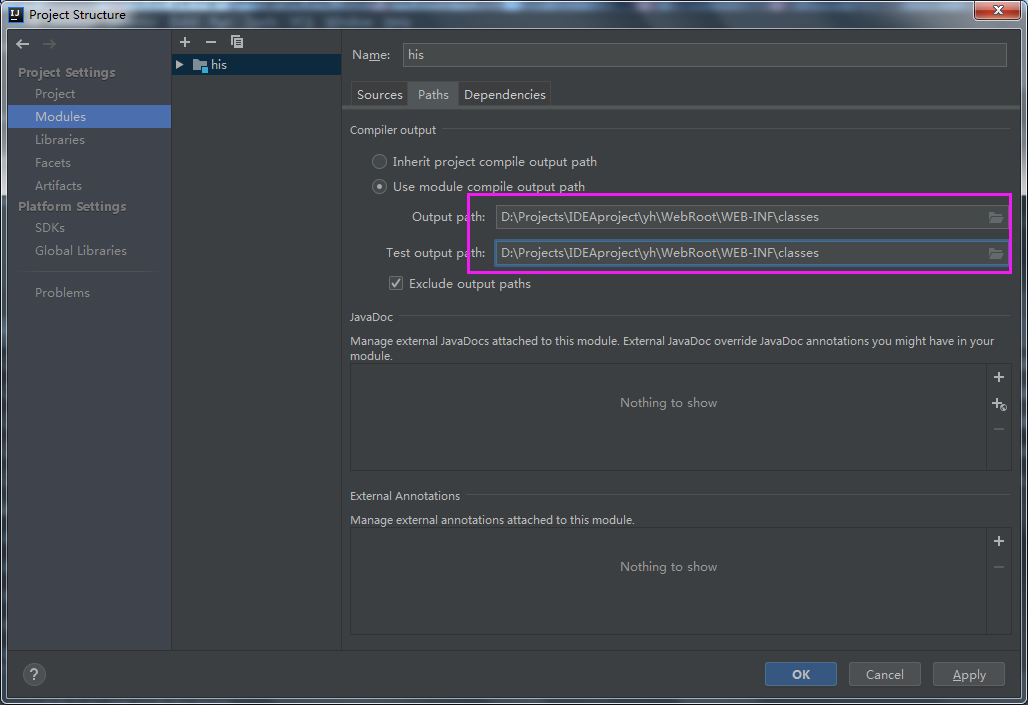 Project Structure
Project Settings
Project
Modules
Libraries
Facets
Artifacts
Platform Settings
SDKs
Global Libraries
Problems
his
Name: his
Sources Paths Dependencies
Compiler output
Inherit project compile output path
Use module compile output path
Output path: D:\Projects\IDEAproject\yh\WebRoot\WEB-INF\classes
Test output path: D:\Projects\IDEAproject\yh\WebRoot\WEB-INF\classes
Exclude output paths
JavaDoc
Manage external JavaDocs attached to this module. External JavaDoc override JavaDoc annotations you might have in your
module.
Nothing to show
External Annotations
Manage external annotations attached to this module.
Nothing to show
? OK Cancel Apply